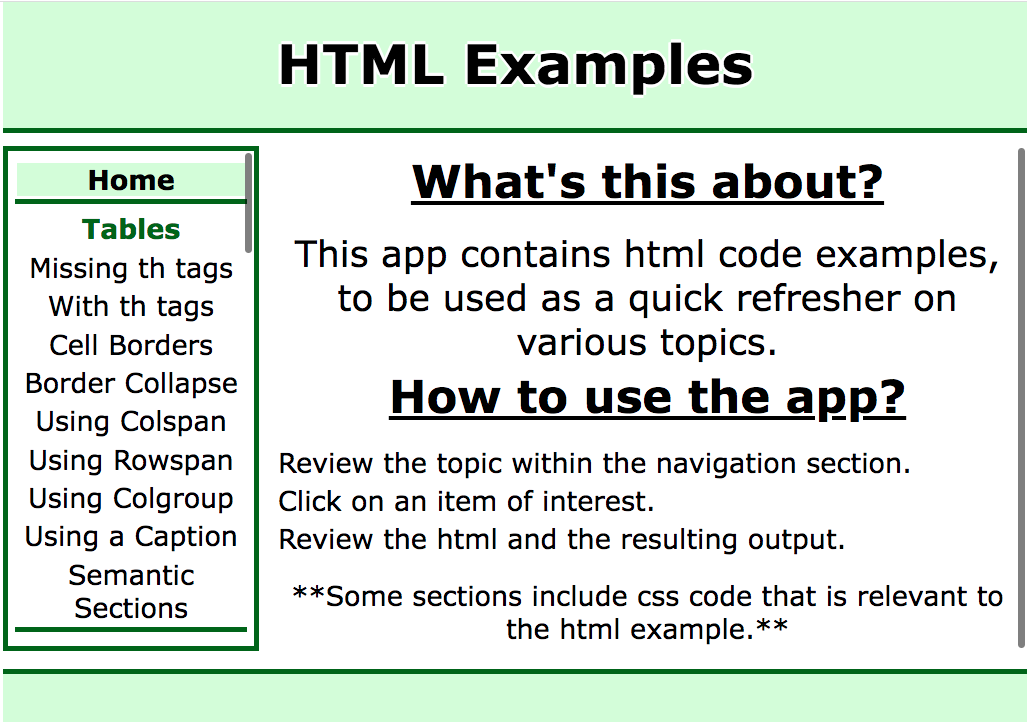 HTML Examples
Home
Tables
Missing th tags
With th tags
Cell Borders
Border Collapse
Using Colspan
Using Rowspan
Using Colgroup
Using a Caption
Semantic
Sections
What's this about?
This app contains html code examples,
to be used as a quick refresher on
various topics.
How to use the app?
Review the topic within the navigation section.
Click on an item of interest.
Review the html and the resulting output.
**Some sections include css code that is relevant to
the html example.**